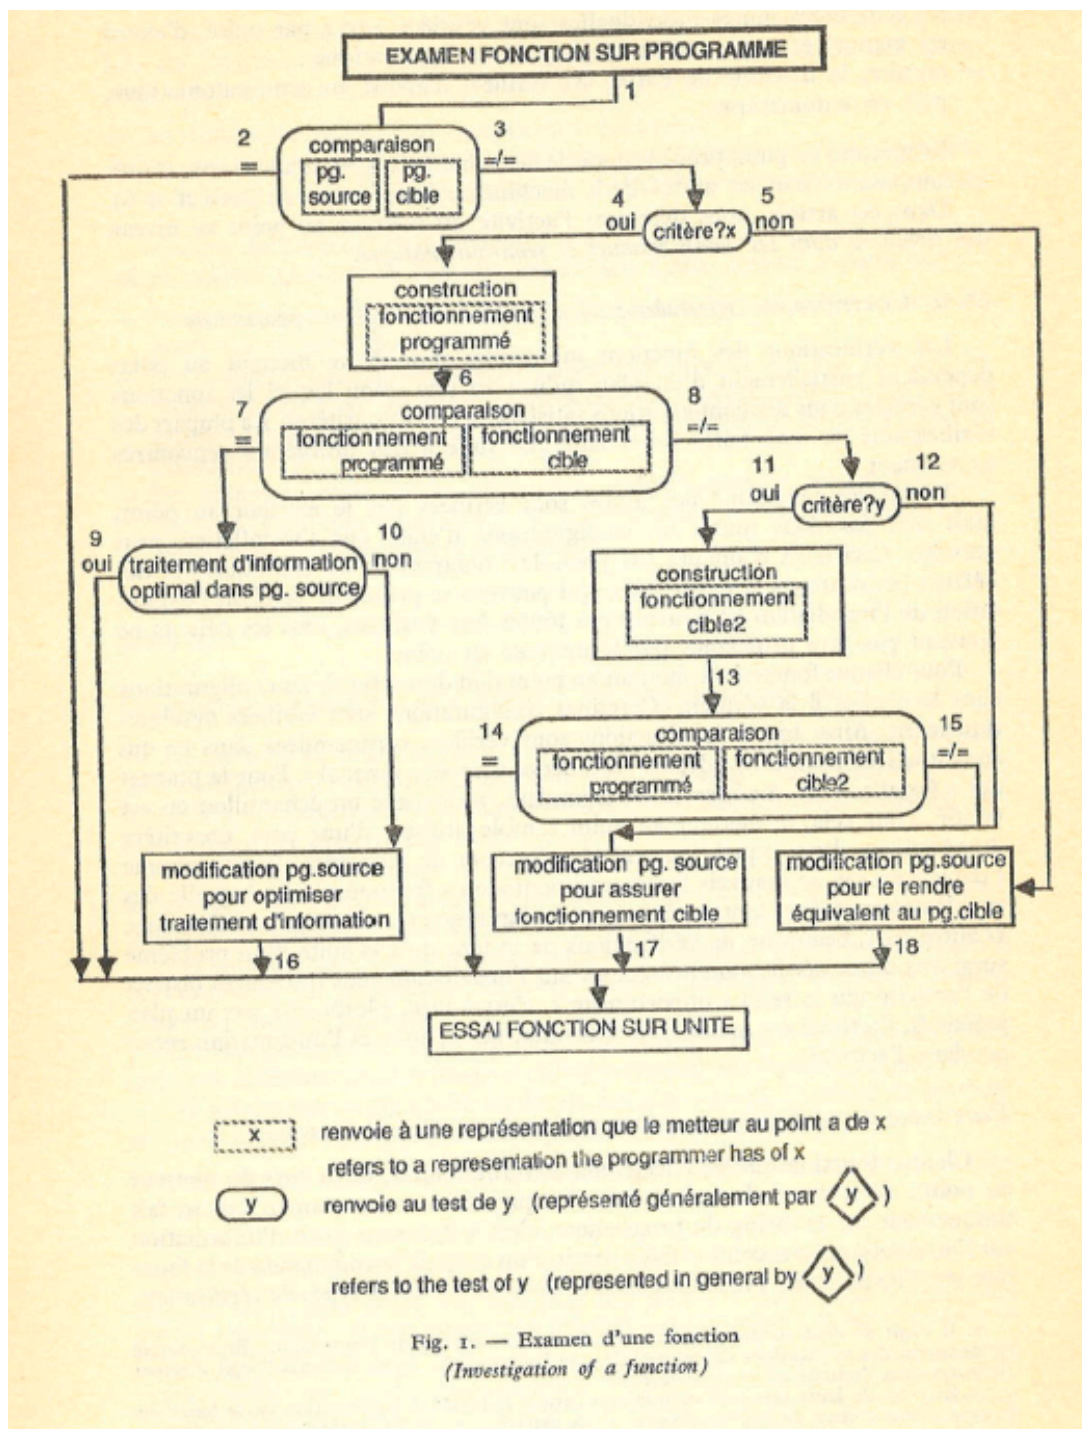 EXAMEN FONCTION SUR PROGRAMME
1
2
=
comparaison
pg.
source
pg.
cible
3
=/=
4
oui
critère?x
5
non
construction
fonctionnement
programmé
6
7
=
comparaison
fonctionnement
programmé
fonctionnement
cible
8
=/=
11
oui
critère?y
12
non
9
oui
traitement d'information
optimal dans pg. source
10
non
construction
fonctionnement
cible2
13
14
=
comparaison
fonctionnement
programmé
fonctionnement
cible2
15
=/=
modification pg.source
pour optimiser
traitement d'information
modification pg. source
pour assurer
fonctionnement cible
modification pg.source
pour le rendre
équivalent au pg.cible
16
17
18
ESSAI FONCTION SUR UNITE
x renvoie à une représentation que le metteur au point a de x
refers to a representation the programmer has of x
y renvoie au test de y (représenté généralement par y )
refers to the test of y (represented in general by y )
Fig. 1. — Examen d'une fonction
(Investigation of a function)